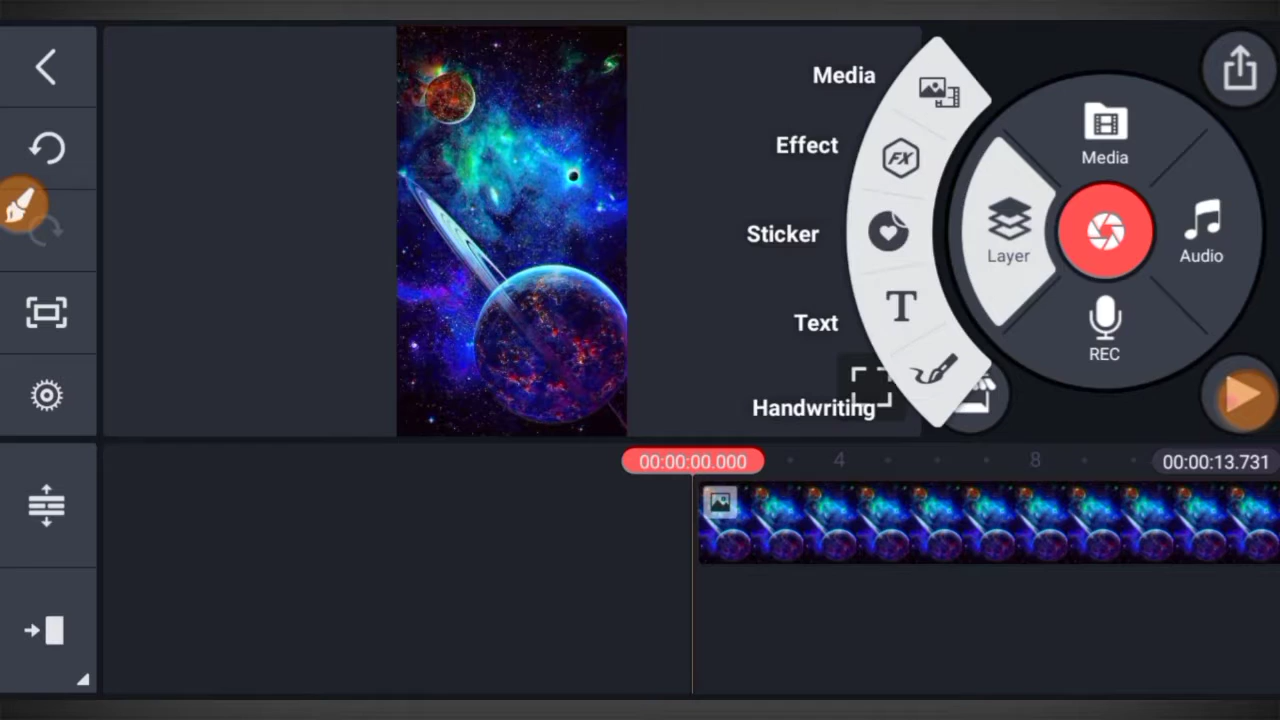 Media
Effect
Sticker
Text
Handwriting
FX
T
Media
Layer
Audio
REC
00:00:00.000
4
8
00:00:13.731